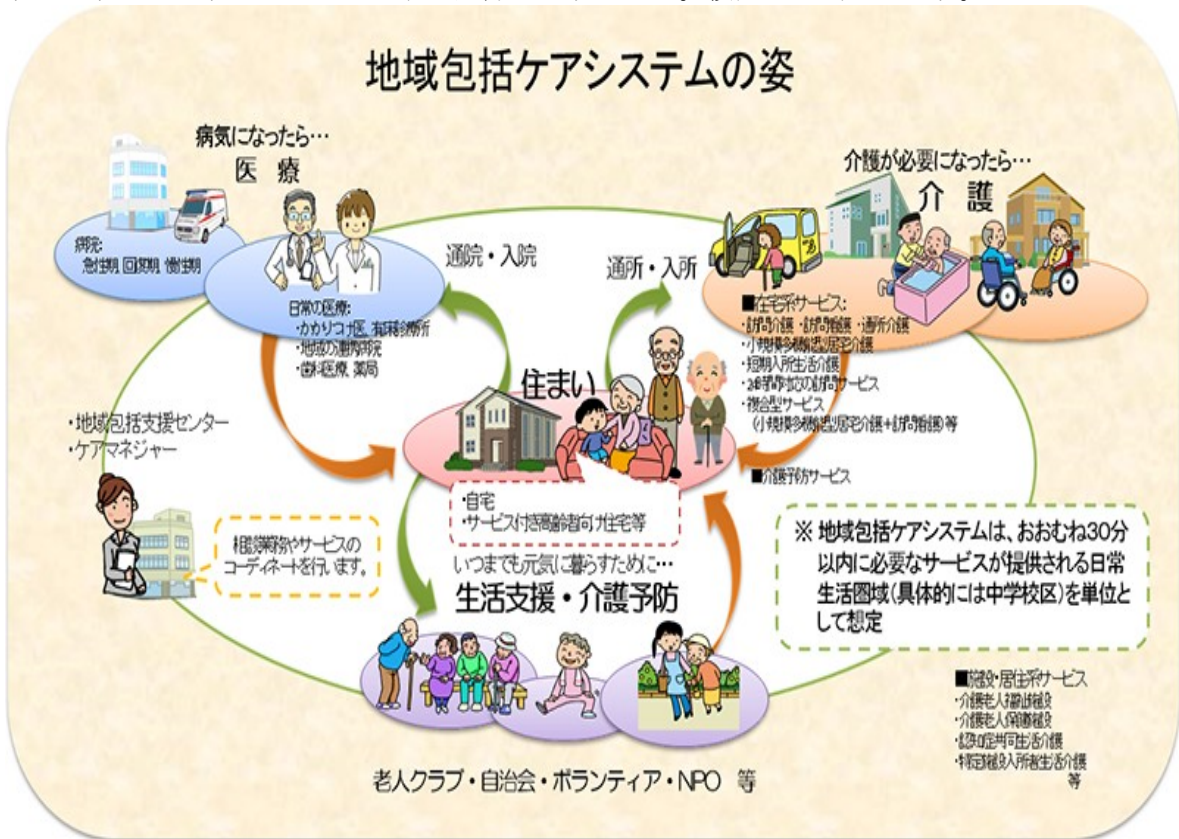 地域包括ケアシステムの姿
病気になったら…
医 療
介護が必要になったら…
介 護
病院:
急性期 回復期 慢性期
日常の医療:
・かかりつけ医、有床診療所
・地域の連携病院
・歯科医療、薬局
通院・入院
通所・入所
■在宅系サービス:
・訪問介護 ・訪問看護 ・通所介護
・小規模多機能型居宅介護
・短期入所生活介護
・24時間対応の訪問サービス
・複合型サービス
(小規模多機能型居宅介護+訪問看護)等
■介護予防サービス
住まい
・自宅
・サービス付き高齢者向け住宅等
・地域包括支援センター
・ケアマネジャー
相談業務やサービスの
コーディネートを行います。
いつまでも元気に暮らすために…
生活支援・介護予防
※ 地域包括ケアシステムは、おおむね30分
以内に必要なサービスが提供される日常
生活圏域(具体的には中学校区)を単位と
して想定
■施設・居住系サービス
・介護老人福祉施設
・介護老人保健施設
・認知症共同生活介護
・特定施設入所者生活介護
等
老人クラブ・自治会・ボランティア・NPO 等